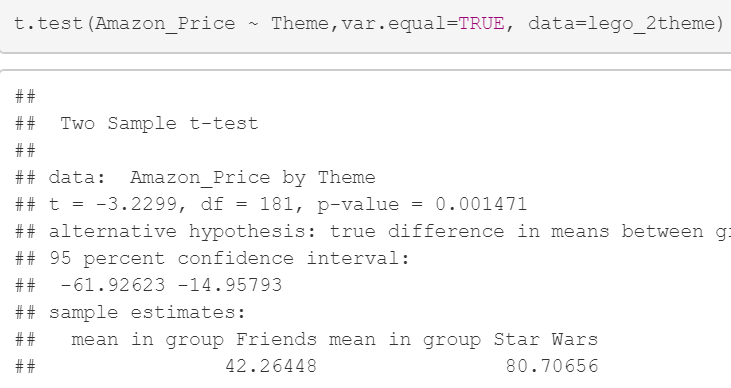 t.test(Amazon_Price ~ Theme,var.equal=TRUE, data=lego_2theme)
##
##  Two Sample t-test
##
## data:  Amazon_Price by Theme
## t = -3.2299, df = 181, p-value = 0.001471
## alternative hypothesis: true difference in means between
## 95 percent confidence interval:
##  -61.92623 -14.95793
## sample estimates:
##   mean in group Friends mean in group Star Wars
##                42.26448                80.70656